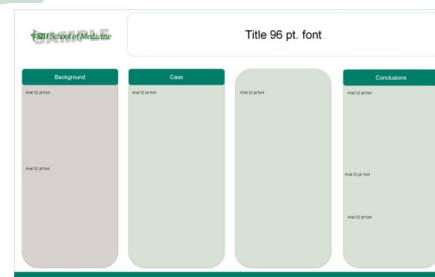 SAMPLE
SIU School of Medicine
Title 96 pt. font
Background
Arial 32 pt font
Arial 32 pt font
Case
Arial 32 pt font
Arial 32 pt font
Conclusions
Arial 32 pt font
Arial 32 pt. font
Arial 32 pt font